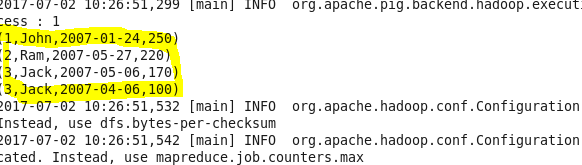 2017-07-02 10:26:51,299 [main] INFO org.apache.pig.backend.hadoop.executi
cess : 1
(1,John,2007-01-24,250)
(2,Ram,2007-05-27,220)
(3,Jack,2007-05-06,170)
(3,Jack,2007-04-06,100)
2017-07-02 10:26:51,532 [main] INFO org.apache.hadoop.conf.Configuration
Instead, use dfs.bytes-per-checksum
2017-07-02 10:26:51,542 [main] INFO org.apache.hadoop.conf.Configuration
cated. Instead, use mapreduce.job.counters.max